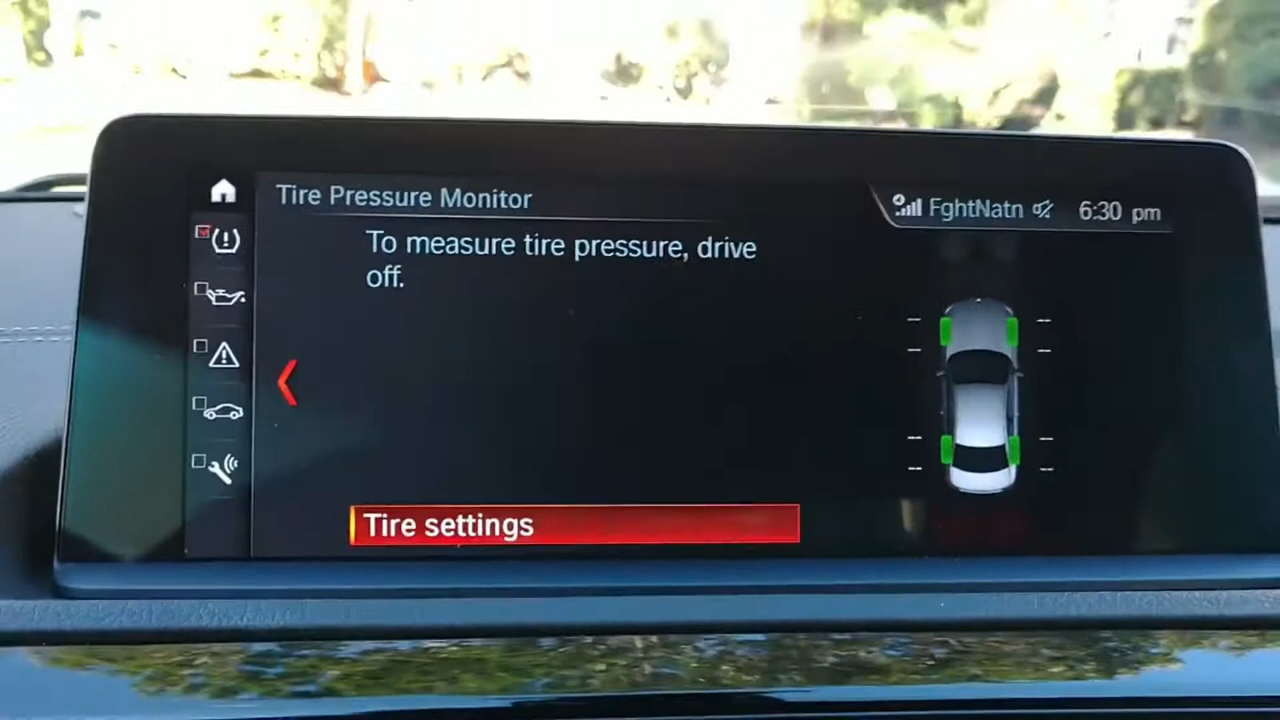 Tire Pressure Monitor
FghtNatn 6:30 pm
To measure tire pressure, drive
off.
-- --
-- --
-- --
-- --
Tire settings